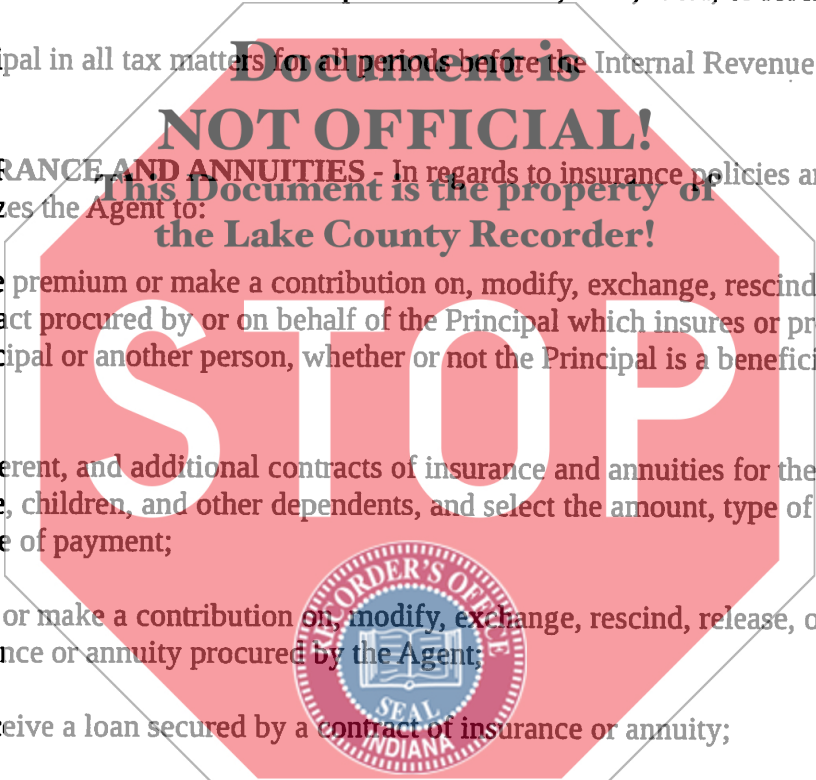 ipal in all tax matters for all periods before the Internal Revenue
Document is
NOT OFFICIAL!
RANCE AND ANNUITIES - In regards to insurance policies an
This Document is the property of
zes the Agent to:
the Lake County Recorder!
e premium or make a contribution on, modify, exchange, rescind
act procured by or on behalf of the Principal which insures or pr
cipal or another person, whether or not the Principal is a benefici
STOP
erent, and additional contracts of insurance and annuities for the
e, children, and other dependents, and select the amount, type of
e of payment;
RECORDER'S OFFICE
or make a contribution on, modify, exchange, rescind, release, o
nce or annuity procured by the Agent;
SEAL
ceive a loan secured by a contract of insurance or annuity;
INDIANA